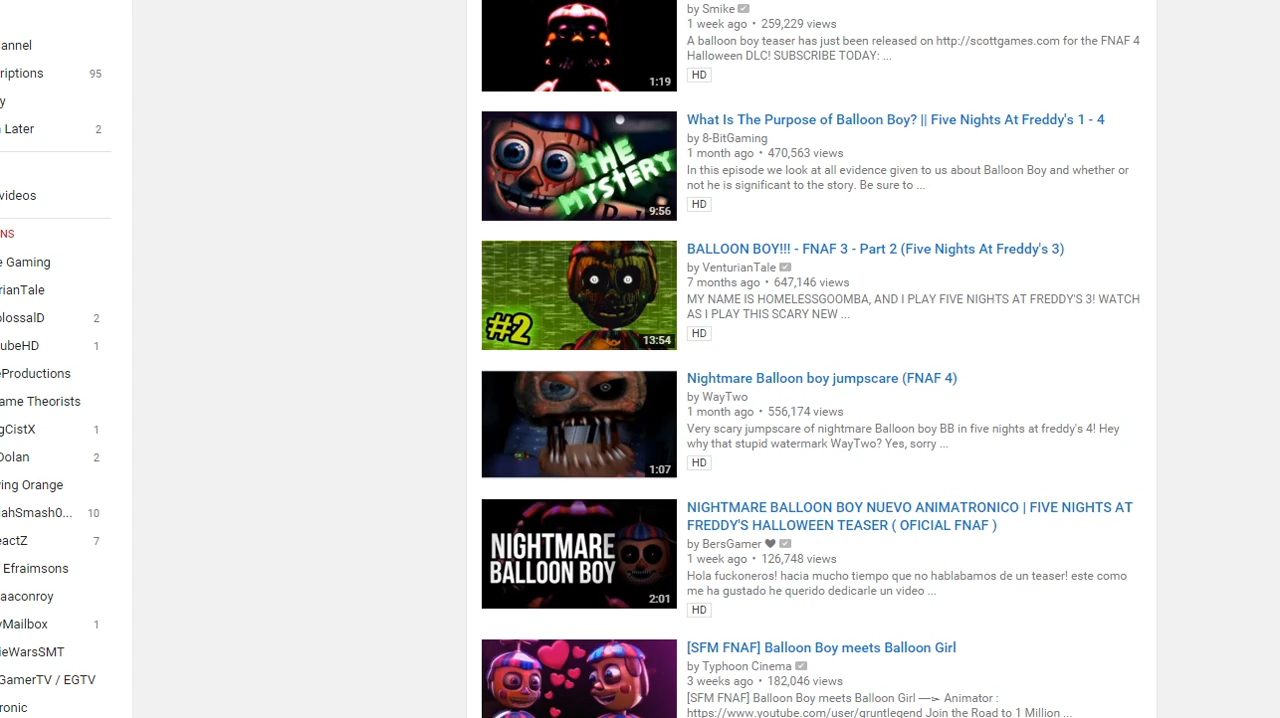 by Smike
1 week ago • 259,229 views
A balloon boy teaser has just been released on http://scottgames.com for the FNAF 4
Halloween DLC! SUBSCRIBE TODAY: ...
HD
1:19
What Is The Purpose of Balloon Boy? || Five Nights At Freddy's 1 - 4
by 8-BitGaming
1 month ago • 470,563 views
In this episode we look at all evidence given to us about Balloon Boy and whether or
not he is significant to the story. Be sure to ...
HD
THE
MYSTERY
9:56
BALLOON BOY!!! - FNAF 3 - Part 2 (Five Nights At Freddy's 3)
by VenturianTale
7 months ago • 647,146 views
MY NAME IS HOMELESSGOOMBA, AND I PLAY FIVE NIGHTS AT FREDDY'S 3! WATCH
AS I PLAY THIS SCARY NEW ...
HD
#2
13:54
Nightmare Balloon boy jumpscare (FNAF 4)
by WayTwo
1 month ago • 556,174 views
Very scary jumpscare of nightmare Balloon boy BB in five nights at freddy's 4! Hey
why that stupid watermark WayTwo? Yes, sorry ...
HD
1:07
NIGHTMARE BALLOON BOY NUEVO ANIMATRONICO | FIVE NIGHTS AT
FREDDY'S HALLOWEEN TEASER ( OFICIAL FNAF )
by BersGamer ♥
1 week ago • 126,748 views
Hola fuckoneros! hacia mucho tiempo que no hablabamos de un teaser! este como
me ha gustado he querido dedicarle un video ...
HD
NIGHTMARE
BALLOON BOY
2:01
[SFM FNAF] Balloon Boy meets Balloon Girl
by Typhoon Cinema
3 weeks ago • 182,046 views
[SFM FNAF] Balloon Boy meets Balloon Girl —➢ Animator :
https://www.youtube.com/user/gruntlegend Join the Road to 1 Million ...
annel
riptions 95
y
Later 2
videos
NS
e Gaming
urianTale
olossalD 2
ubeHD 1
eProductions
ame Theorists
gCistX 1
Dolan 2
ving Orange
ahSmash0... 10
eactZ 7
Efraimsons
aaconroy
yMailbox 1
ieWarsSMT
GamerTV / EGTV
ronic